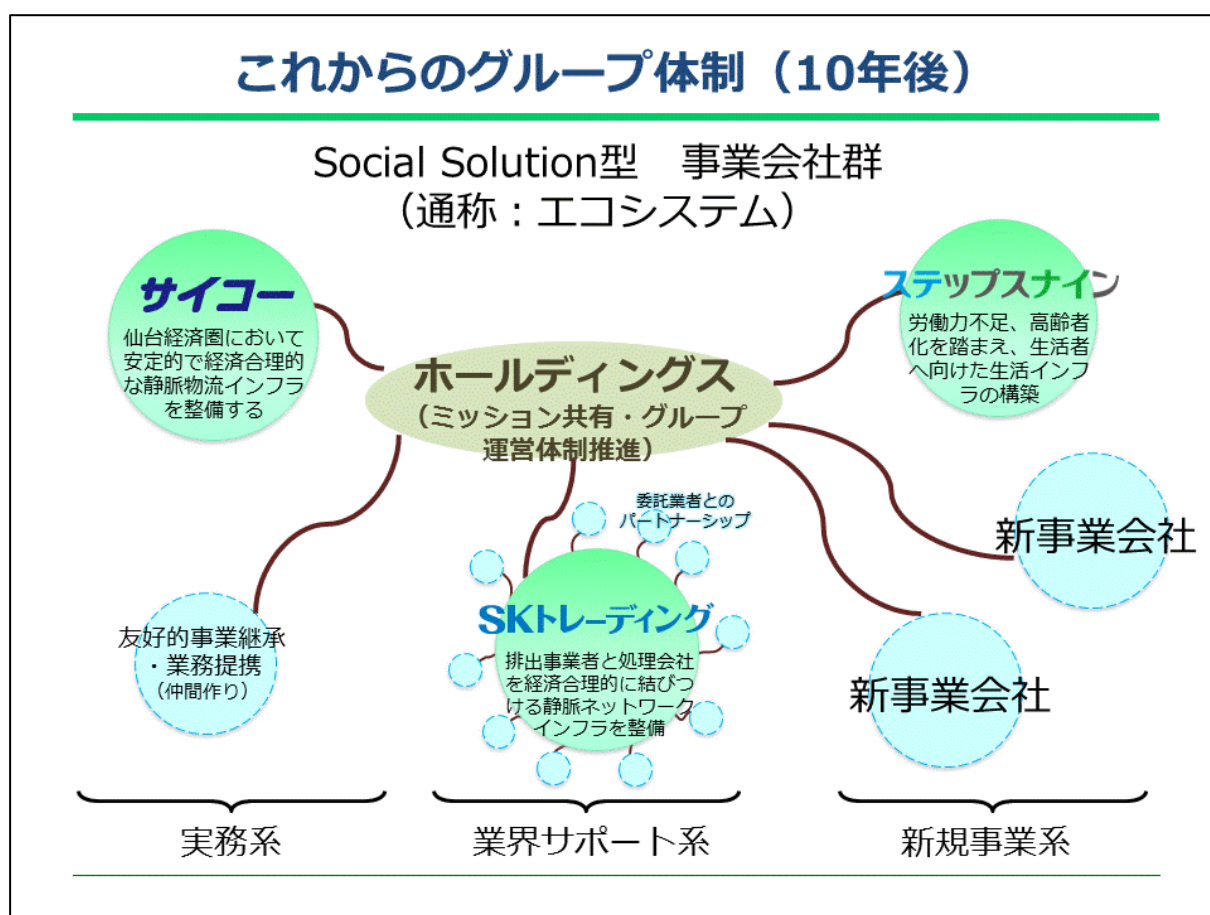 これからのグループ体制（10年後）
Social Solution型　事業会社群
（通称：エコシステム）
サイコー
仙台経済圏において
安定的で経済合理的
な静脈物流インフラ
を整備する
ステップスナイン
労働力不足、高齢者
化を踏まえ、生活者
へ向けた生活インフ
ラの構築
ホールディングス
（ミッション共有・グループ
運営体制推進）
委託業者との
パートナーシップ
新事業会社
SKトレーディング
排出事業者と処理会社
を経済合理的に結びつ
ける静脈ネットワーク
インフラを整備
友好的事業継承
・業務提携
（仲間作り）
新事業会社
実務系
業界サポート系
新規事業系